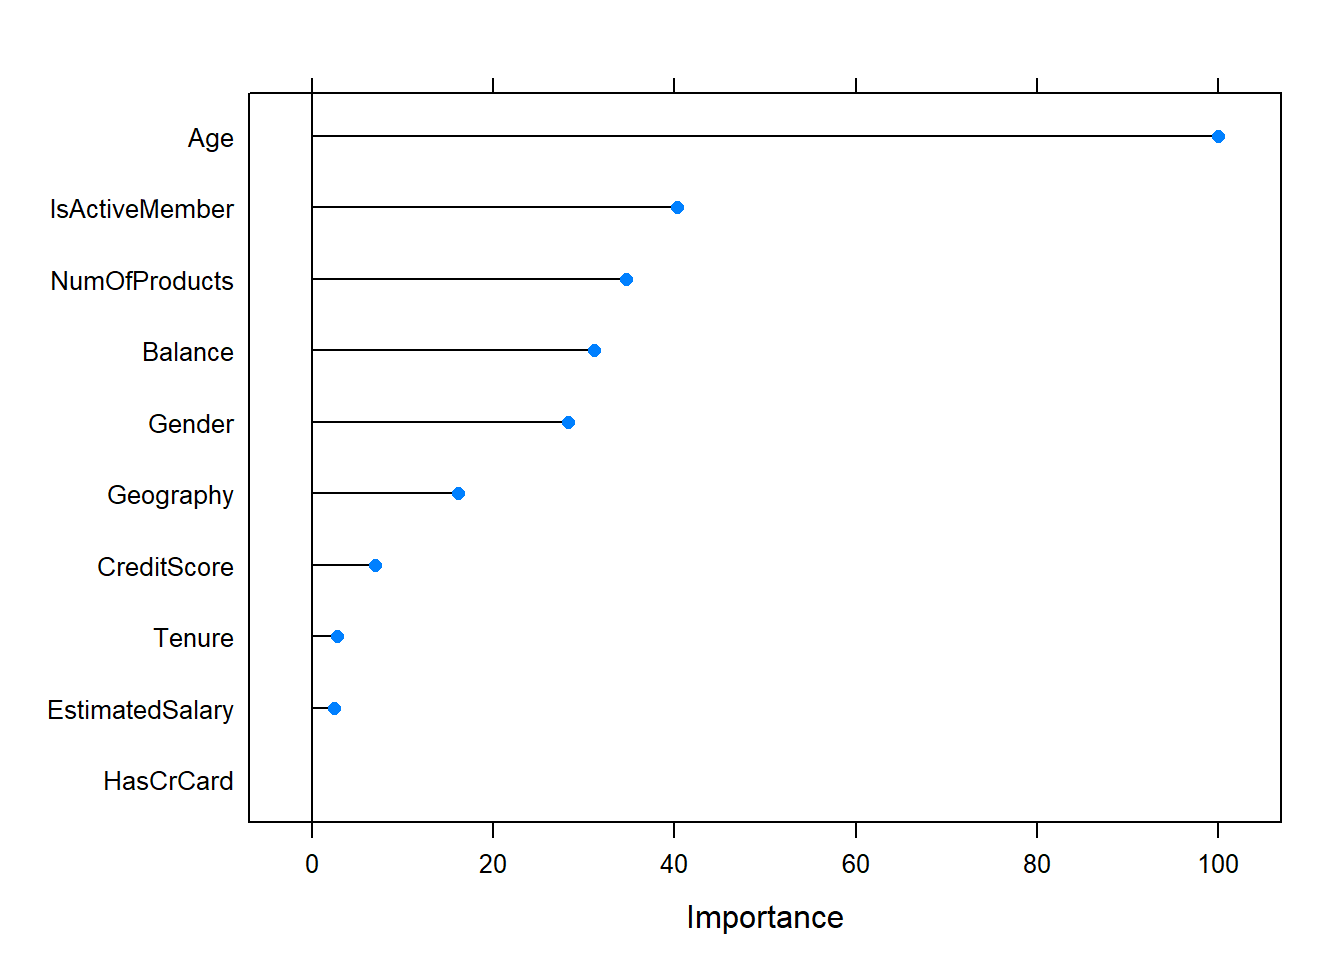 Age
IsActiveMember
NumOfProducts
Balance
Gender
Geography
CreditScore
Tenure
EstimatedSalary
HasCrCard
0 20 40 60 80 100
Importance